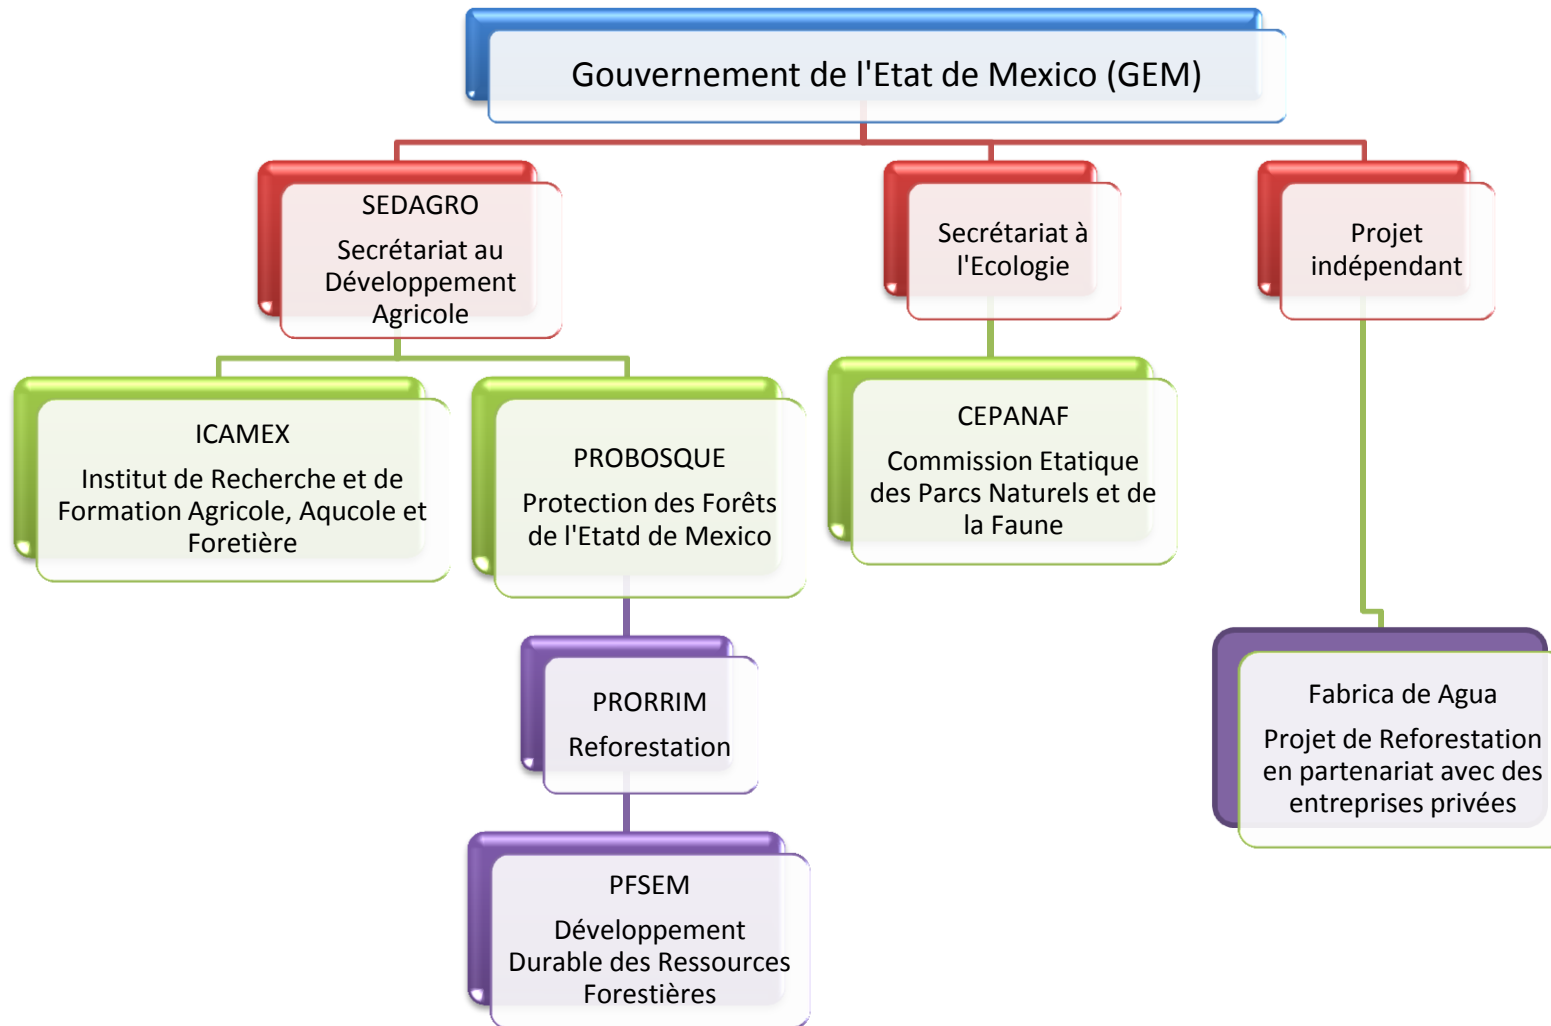 Gouvernement de l'Etat de Mexico (GEM)
SEDAGRO
Secrétariat au
Développement
Agricole
Secrétariat à
l'Ecologie
Projet
indépendant
ICAMEX
Institut de Recherche et de
Formation Agricole, Aqucole et
Foretière
PROBOSQUE
Protection des Forêts
de l'Etatd de Mexico
CEPANAF
Commission Etatique
des Parcs Naturels et de
la Faune
PRORRIM
Reforestation
Fabrica de Agua
Projet de Reforestation
en partenariat avec des
entreprises privées
PFSEM
Développement
Durable des Ressources
Forestières